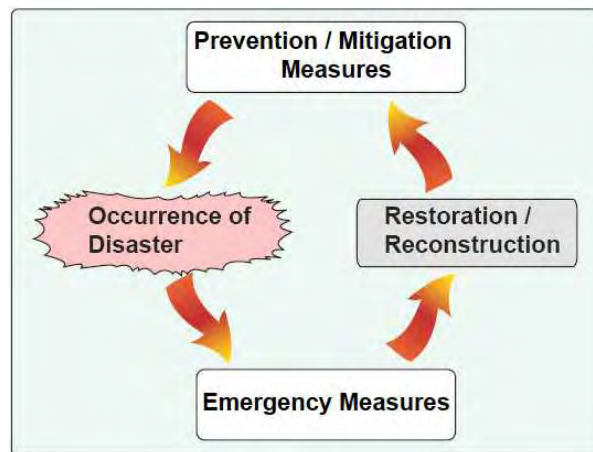 Prevention / Mitigation
Measures
Occurrence of
Disaster
Restoration /
Reconstruction
Emergency Measures